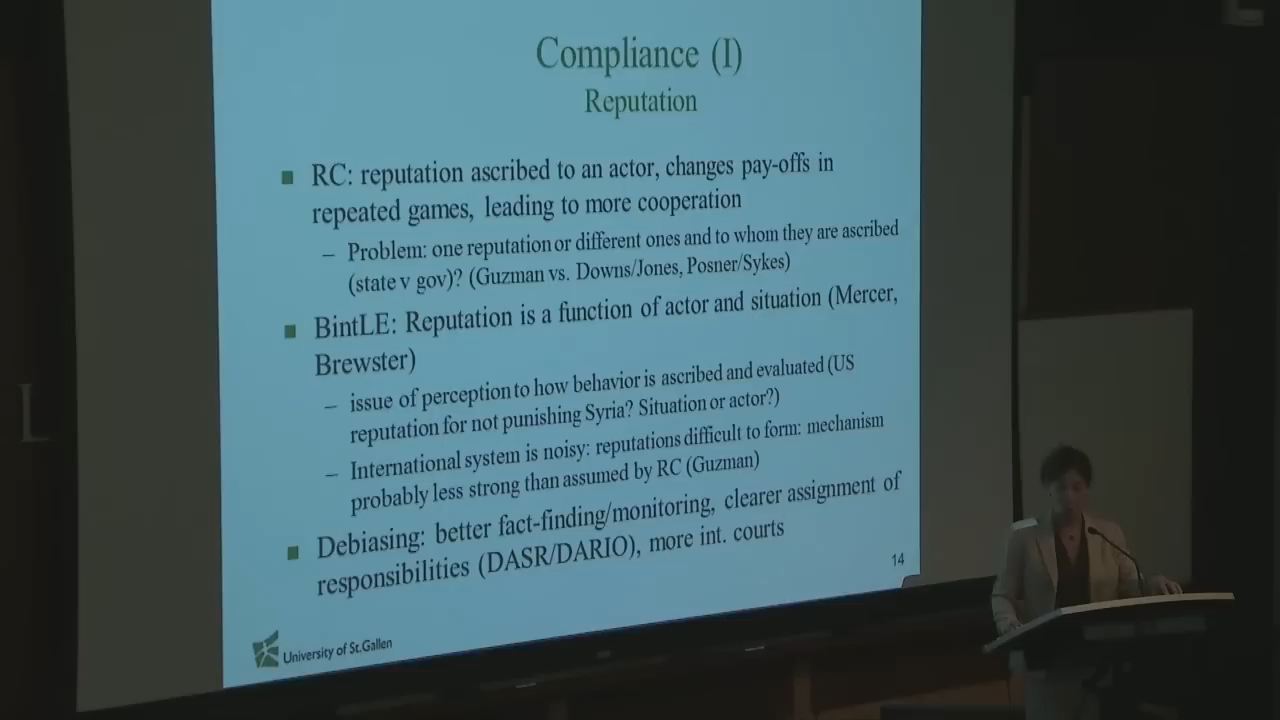 Compliance (I)
Reputation
RC: reputation ascribed to an actor, changes pay-offs in
repeated games, leading to more cooperation
– Problem: one reputation or different ones and to whom they are ascribed
(state v gov)? (Guzman vs. Downs/Jones, Posner/Sykes)
BintLE: Reputation is a function of actor and situation (Mercer,
Brewster)
– issue of perception to how behavior is ascribed and evaluated (US
reputation for not punishing Syria? Situation or actor?)
– International system is noisy: reputations difficult to form: mechanism
probably less strong than assumed by RC (Guzman)
Debiasing: better fact-finding/monitoring, clearer assignment of
responsibilities (DASR/DARIO), more int. courts
14
University of St.Gallen